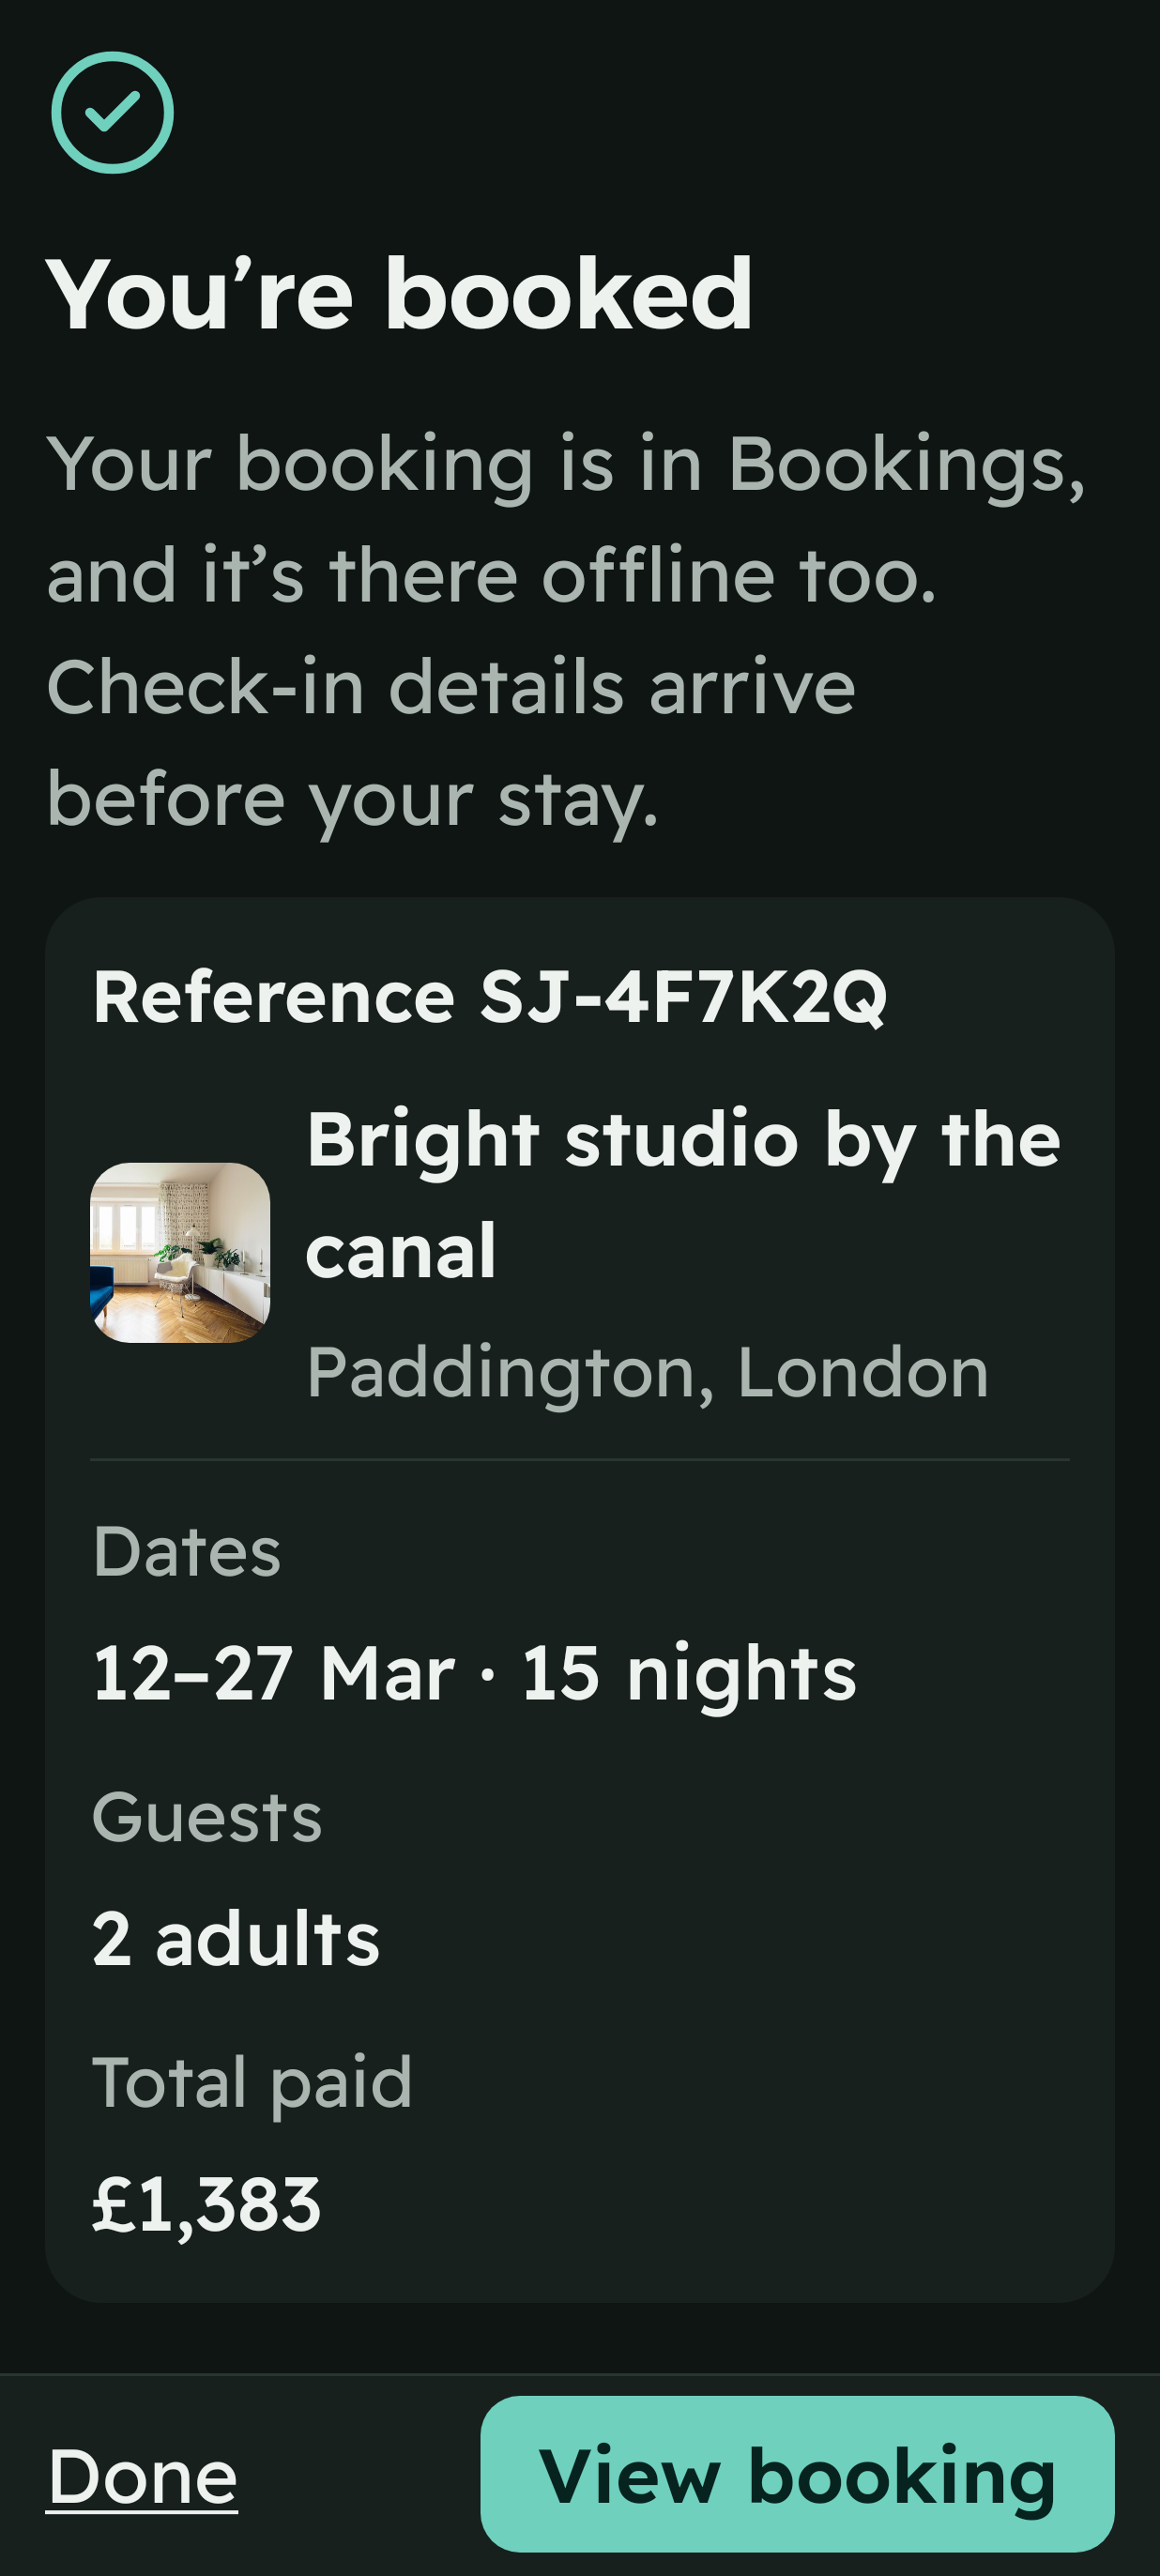 You’re booked
Your booking is in Bookings,
and it’s there offline too.
Check-in details arrive
before your stay.
Reference SJ-4F7K2Q
Bright studio by the
canal
Paddington, London
Dates
12–27 Mar · 15 nights
Guests
2 adults
Total paid
£1,383
Done
View booking